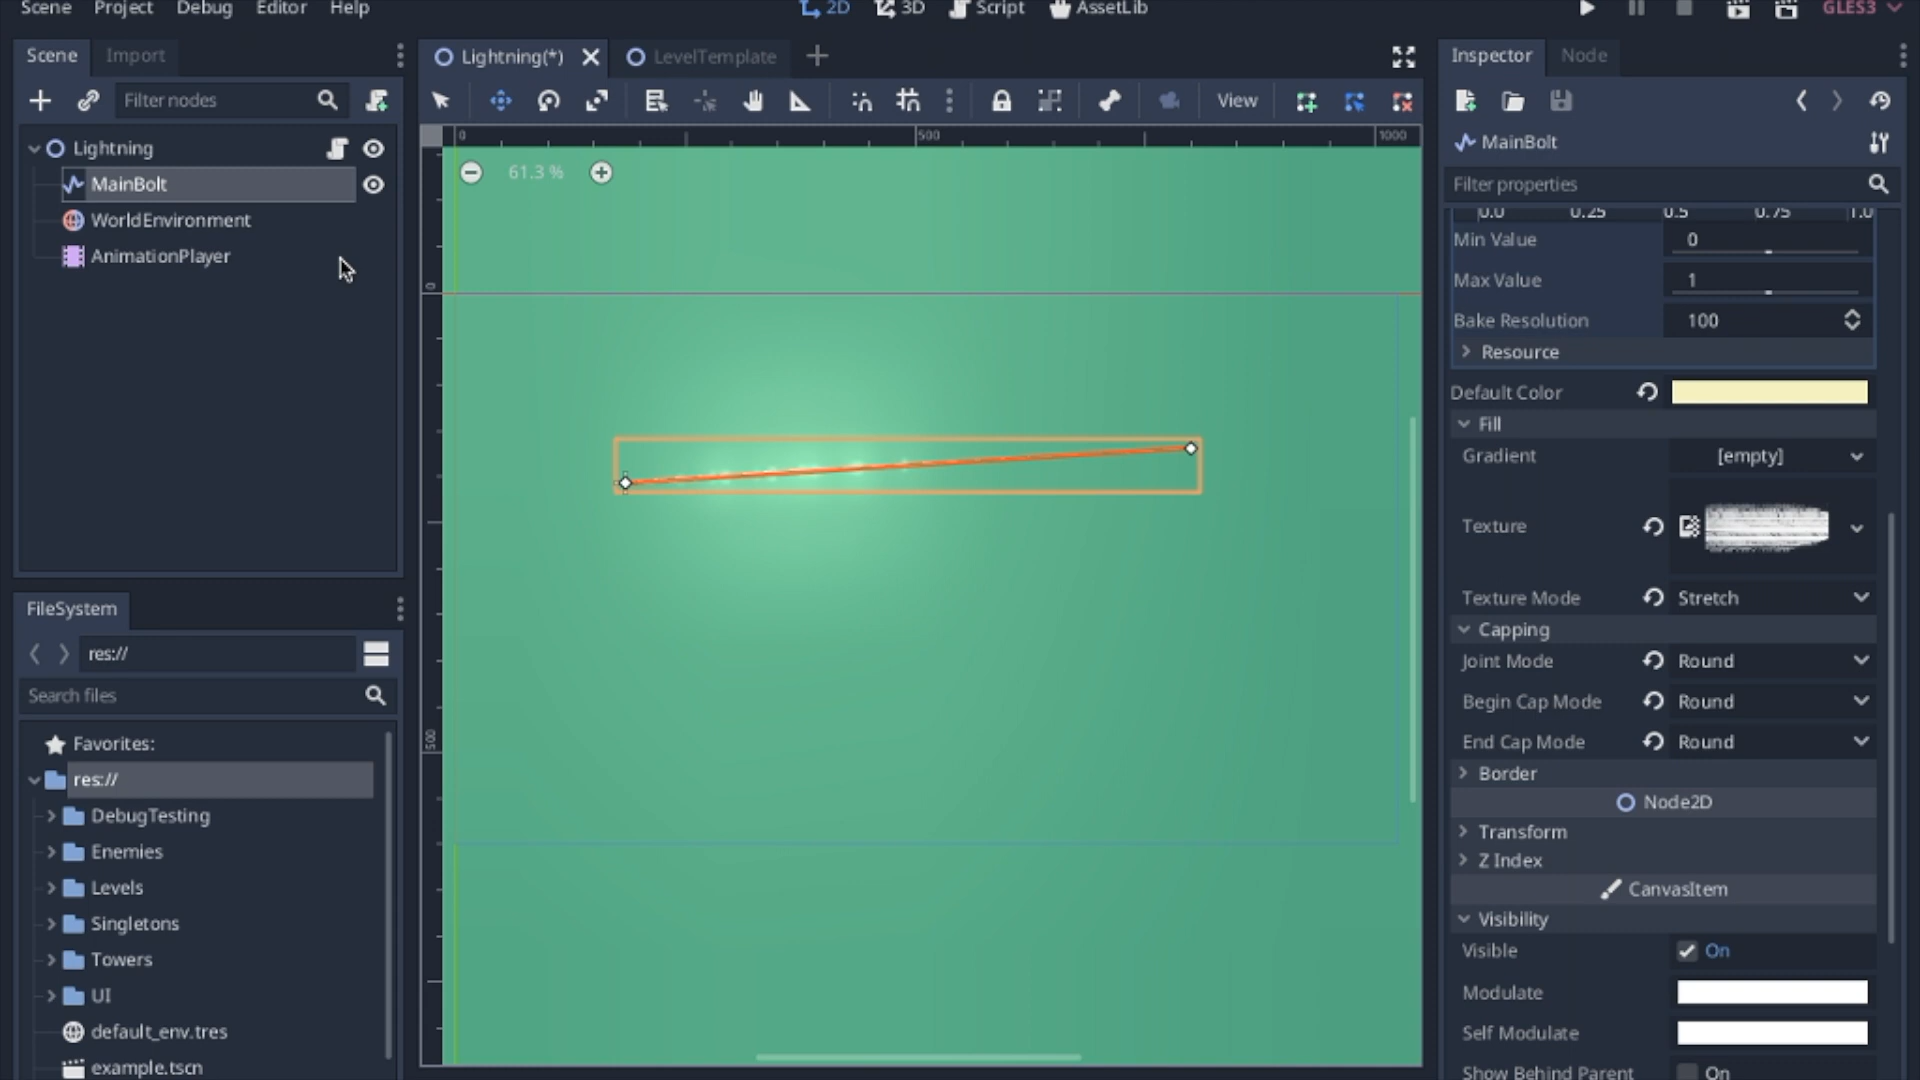 Scene Project Debug Editor Help
2D 3D Script AssetLib
GLES3
Scene Import
Filter nodes
Lightning
MainBolt
WorldEnvironment
AnimationPlayer
FileSystem
res://
Search files
Favorites:
res://
DebugTesting
Enemies
Levels
Singletons
Towers
UI
default_env.tres
example.tscn
Lightning(*) LevelTemplate
View
0 500 1000
61.3 %
0
500
Inspector Node
MainBolt
Filter properties
0.0 0.25 0.5 0.75 1.0
Min Value 0
Max Value 1
Bake Resolution 100
Resource
Default Color
Fill
Gradient [empty]
Texture
Texture Mode Stretch
Capping
Joint Mode Round
Begin Cap Mode Round
End Cap Mode Round
Border
Node2D
Transform
Z Index
CanvasItem
Visibility
Visible On
Modulate
Self Modulate
Show Behind Parent On